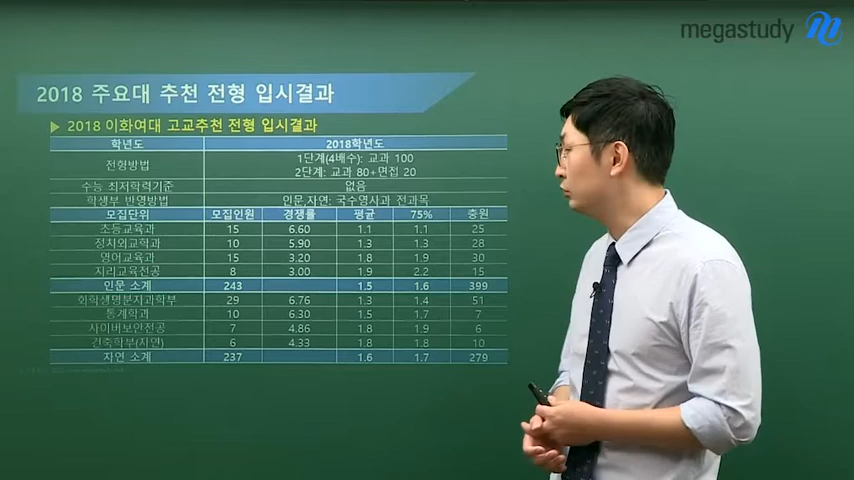 megastudy
2018 주요대 추천 전형 입시결과
2018 이화여대 고교추천 전형 입시결과
학년도 2018학년도
전형방법 1단계(4배수): 교과 100
2단계: 교과 80+면접 20
수능 최저학력기준 없음
학생부 반영방법 인문,자연: 국수영사과 전과목
모집단위 모집인원 경쟁률 평균 75% 충원
초등교육과 15 6.60 1.1 1.1 25
정치외교학과 10 5.90 1.3 1.3 28
영어교육과 15 3.20 1.8 1.9 30
지리교육전공 8 3.00 1.9 2.2 15
인문 소계 243 1.5 1.6 399
화학생명분자과학부 29 6.76 1.3 1.4 51
통계학과 10 6.30 1.5 1.7 7
사이버보안전공 7 4.86 1.8 1.9 6
건축학부(자연) 6 4.33 1.8 1.8 10
자연 소계 237 1.6 1.7 279